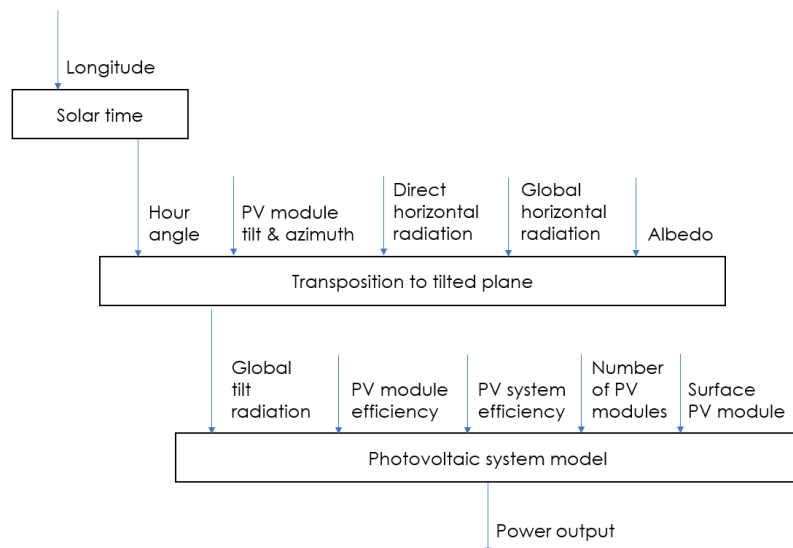 Longitude
Solar time
Hour
angle
PV module
tilt & azimuth
Direct
horizontal
radiation
Global
horizontal
radiation
Albedo
Transposition to tilted plane
Global
tilt
radiation
PV module
efficiency
PV system
efficiency
Number
of PV
modules
Surface
PV module
Photovoltaic system model
Power output